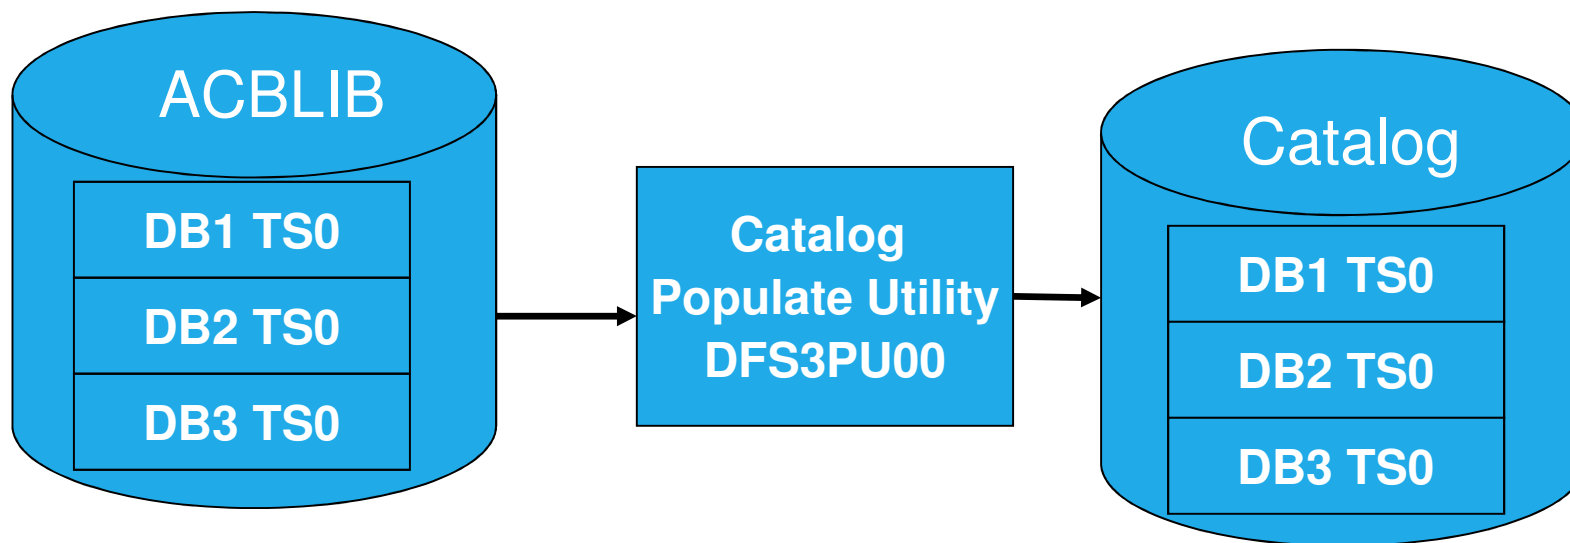 ACBLIB
DB1 TS0
DB2 TS0
DB3 TS0
Catalog
Populate Utility
DFS3PU00
Catalog
DB1 TS0
DB2 TS0
DB3 TS0